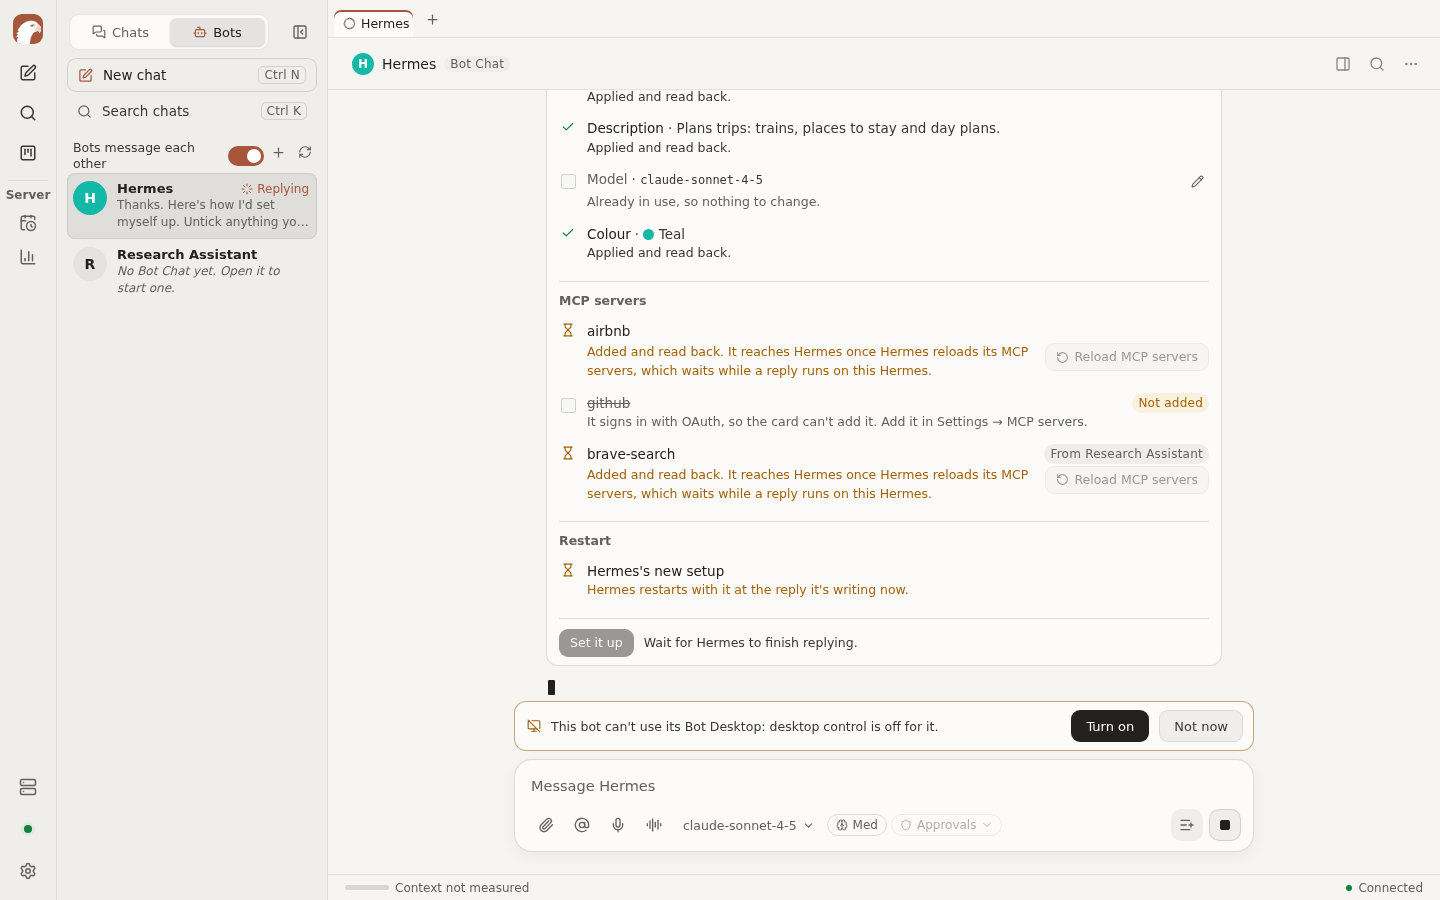 Chats
Bots
New chat
Ctrl N
Search chats
Ctrl K
Bots message each
other
Server
Hermes
Replying
Thanks. Here's how I'd set
myself up. Untick anything yo…
R
Research Assistant
No Bot Chat yet. Open it to
start one.
H
Hermes
H
Hermes
Bot Chat
Applied and read back.
Description · Plans trips: trains, places to stay and day plans.
Applied and read back.
Model · claude-sonnet-4-5
Already in use, so nothing to change.
Colour · Teal
Applied and read back.
MCP servers
airbnb
Added and read back. It reaches Hermes once Hermes reloads its MCP
servers, which waits while a reply runs on this Hermes.
Reload MCP servers
github
Not added
It signs in with OAuth, so the card can't add it. Add it in Settings → MCP servers.
brave-search
From Research Assistant
Added and read back. It reaches Hermes once Hermes reloads its MCP
servers, which waits while a reply runs on this Hermes.
Reload MCP servers
Restart
Hermes's new setup
Hermes restarts with it at the reply it's writing now.
Set it up
Wait for Hermes to finish replying.
This bot can't use its Bot Desktop: desktop control is off for it.
Turn on
Not now
Message Hermes
claude-sonnet-4-5
Med
Approvals
Context not measured
Connected